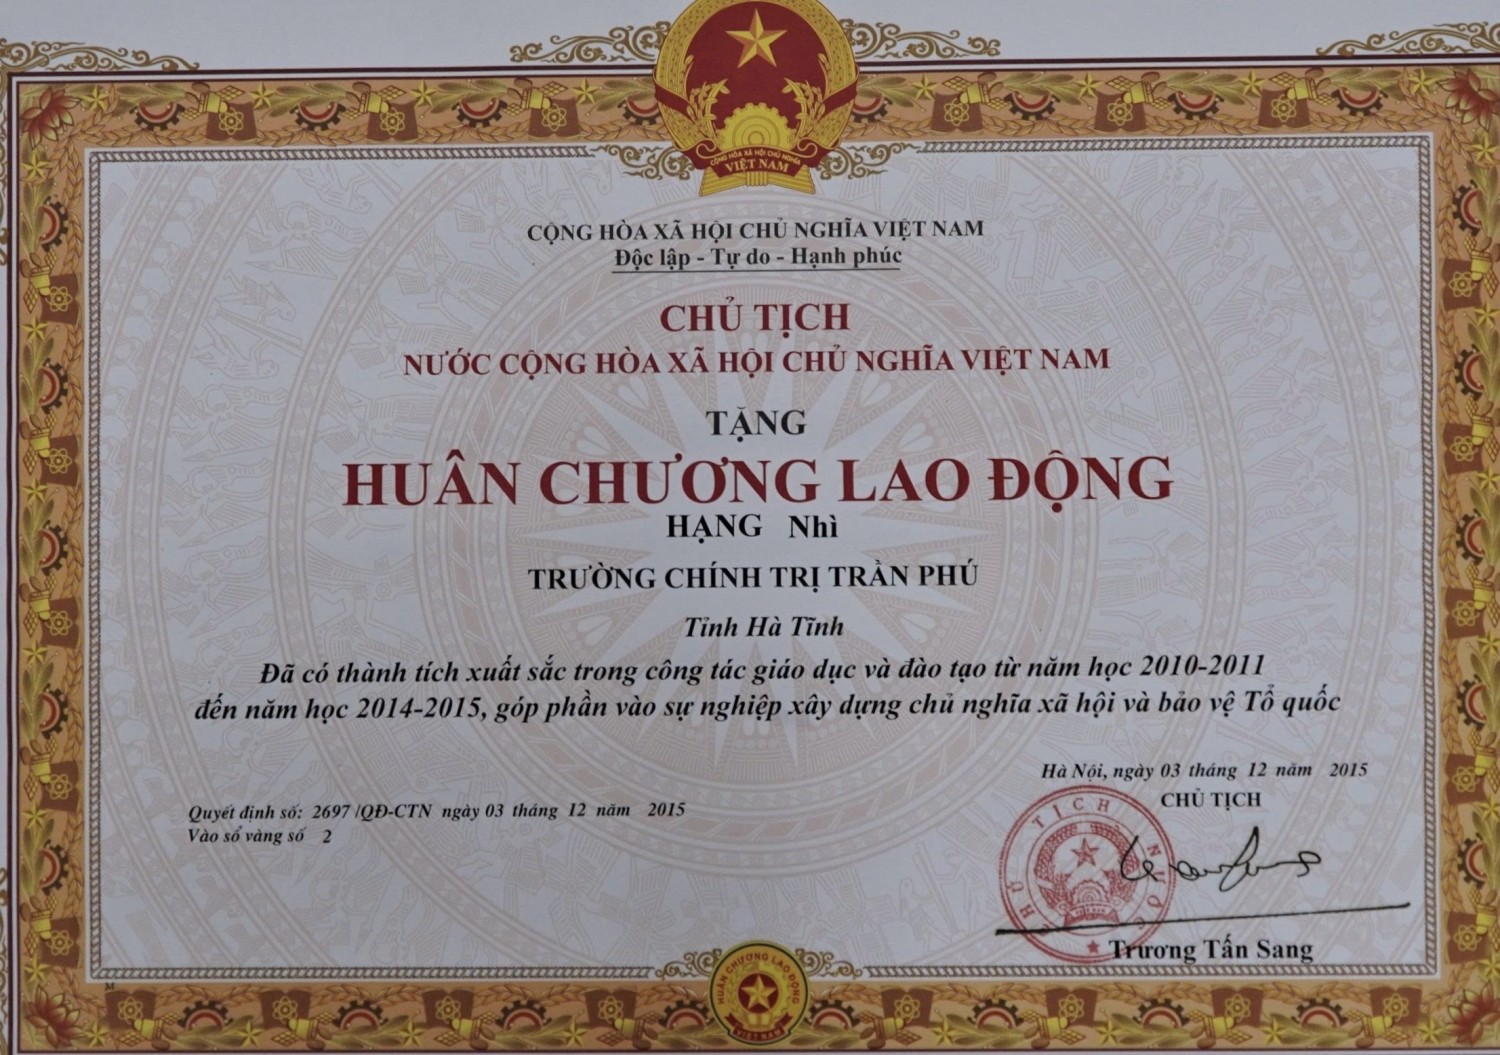 CỘNG HÒA XÃ HỘI CHỦ NGHĨA
VIỆT NAM
CỘNG HÒA XÃ HỘI CHỦ NGHĨA VIỆT NAM
Độc lập - Tự do - Hạnh phúc
CHỦ TỊCH
NƯỚC CỘNG HÒA XÃ HỘI CHỦ NGHĨA VIỆT NAM
TẶNG
HUÂN CHƯƠNG LAO ĐỘNG
HẠNG Nhì
TRƯỜNG CHÍNH TRỊ TRẦN PHÚ
Tỉnh Hà Tĩnh
Đã có thành tích xuất sắc trong công tác giáo dục và đào tạo từ năm học 2010-2011
đến năm học 2014-2015, góp phần vào sự nghiệp xây dựng chủ nghĩa xã hội và bảo vệ Tổ quốc
Hà Nội, ngày 03 tháng 12 năm 2015
CHỦ TỊCH
Quyết định số: 2697 /QĐ-CTN ngày 03 tháng 12 năm 2015
Vào sổ vàng số 2
CHỦ TỊCH NƯỚC
Trương Tấn Sang
HUÂN CHƯƠNG LAO ĐỘNG
VIỆT NAM
M